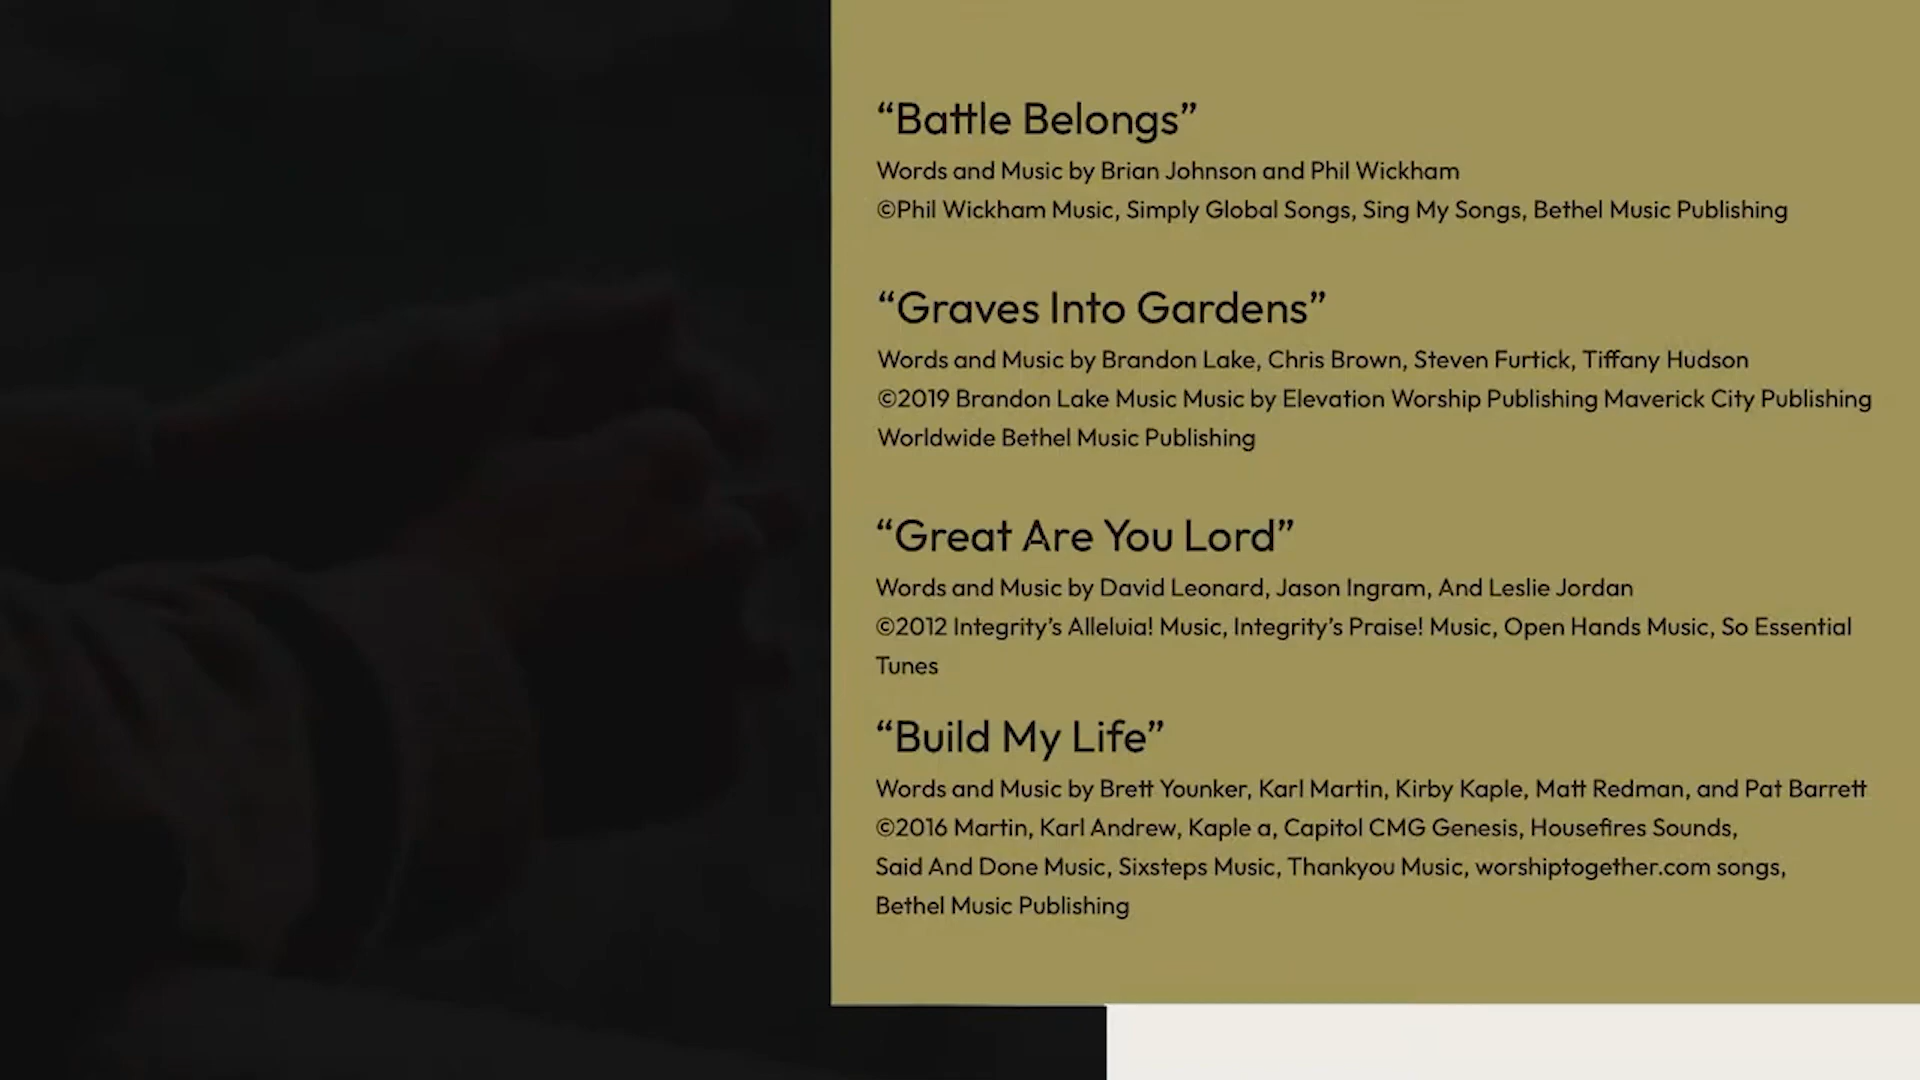 “Battle Belongs”
Words and Music by Brian Johnson and Phil Wickham
©Phil Wickham Music, Simply Global Songs, Sing My Songs, Bethel Music Publishing
“Graves Into Gardens”
Words and Music by Brandon Lake, Chris Brown, Steven Furtick, Tiffany Hudson
©2019 Brandon Lake Music Music by Elevation Worship Publishing Maverick City Publishing
Worldwide Bethel Music Publishing
“Great Are You Lord”
Words and Music by David Leonard, Jason Ingram, And Leslie Jordan
©2012 Integrity’s Alleluia! Music, Integrity’s Praise! Music, Open Hands Music, So Essential
Tunes
“Build My Life”
Words and Music by Brett Younker, Karl Martin, Kirby Kaple, Matt Redman, and Pat Barrett
©2016 Martin, Karl Andrew, Kaple a, Capitol CMG Genesis, Housefires Sounds,
Said And Done Music, Sixsteps Music, Thankyou Music, worshiptogether.com songs,
Bethel Music Publishing